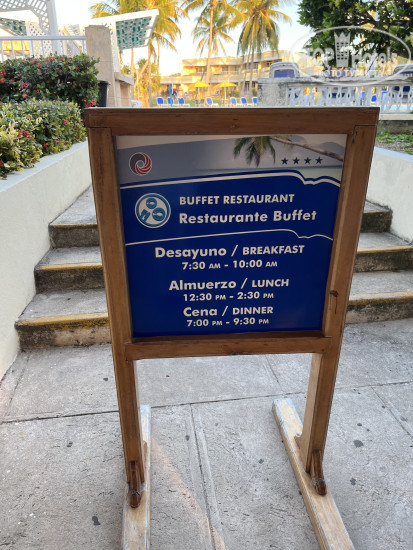 TopHotels
BUFFET RESTAURANT
Restaurante Buffet
Desayuno / BREAKFAST
7:30 AM - 10:00 AM
Almuerzo / LUNCH
12:30 PM - 2:30 PM
Cena / DINNER
7:00 PM - 9:30 PM